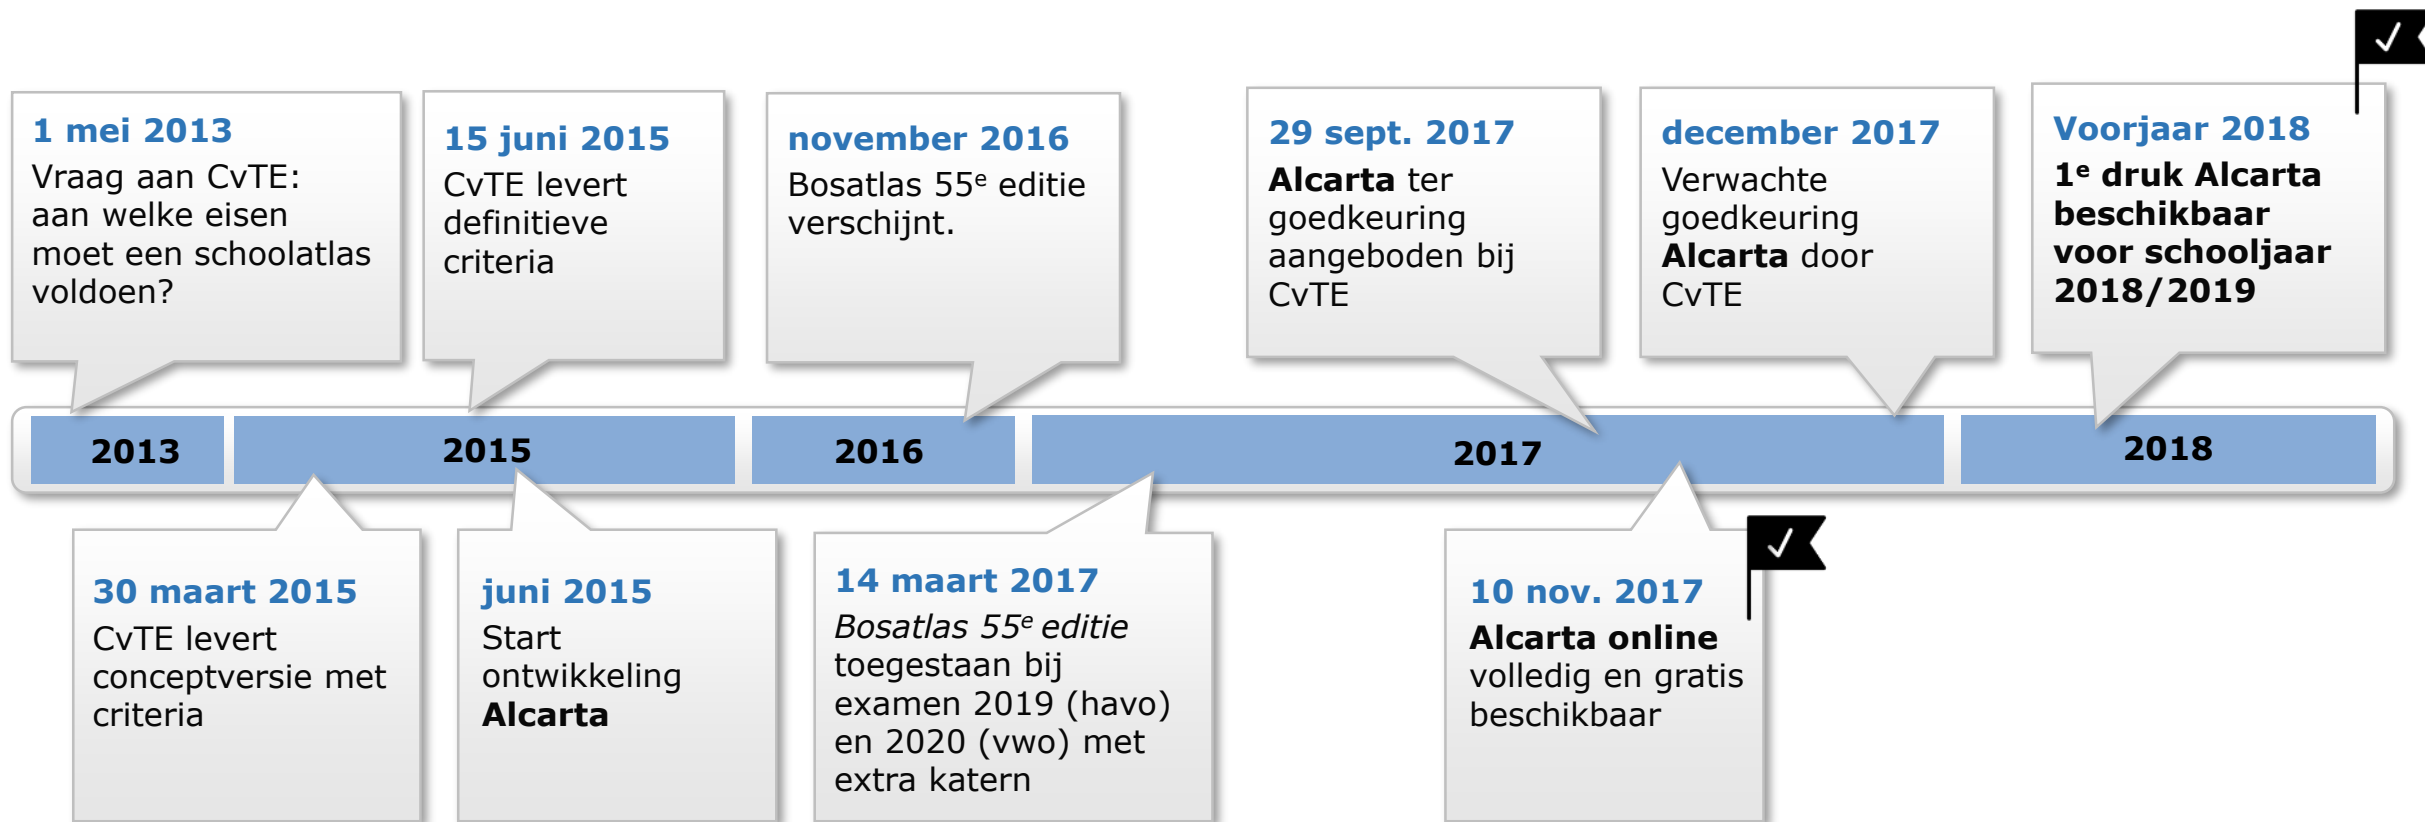 1 mei 2013
Vraag aan CvTE:
aan welke eisen
moet een schoolatlas
voldoen?
15 juni 2015
CvTE levert
definitieve
criteria
november 2016
Bosatlas 55e editie
verschijnt.
29 sept. 2017
Alcarta ter
goedkeuring
aangeboden bij
CvTE
december 2017
Verwachte
goedkeuring
Alcarta door
CvTE
Voorjaar 2018
1e druk Alcarta
beschikbaar
voor schooljaar
2018/2019
2013
2015
2016
2017
2018
30 maart 2015
CvTE levert
conceptversie met
criteria
juni 2015
Start
ontwikkeling
Alcarta
14 maart 2017
Bosatlas 55e editie
toegestaan bij
examen 2019 (havo)
en 2020 (vwo) met
extra katern
10 nov. 2017
Alcarta online
volledig en gratis
beschikbaar